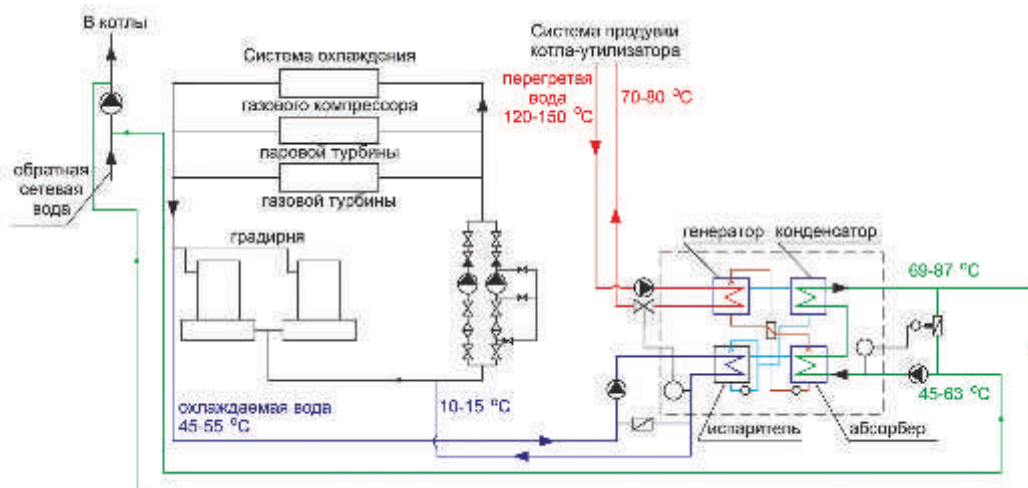 В котлы
Система охлаждения
газового компрессора
паровой турбины
газовой турбины
обратная
сетевая
вода
градирня
Система продувки
котла-утилизатора
перегретая
вода
120-150 °C
70-80 °C
генератор
конденсатор
69-87 °C
45-63 °C
испаритель
абсорбер
охлаждаемая вода
45-55 °C
10-15 °C